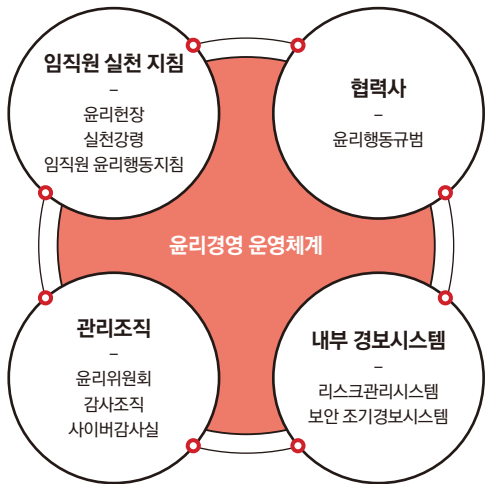 임직원 실천 지침
–
윤리헌장
실천강령
임직원 윤리행동지침
협력사
–
윤리행동규범
윤리경영 운영체계
관리조직
–
윤리위원회
감사조직
사이버감사실
내부 경보시스템
–
리스크관리시스템
보안 조기경보시스템